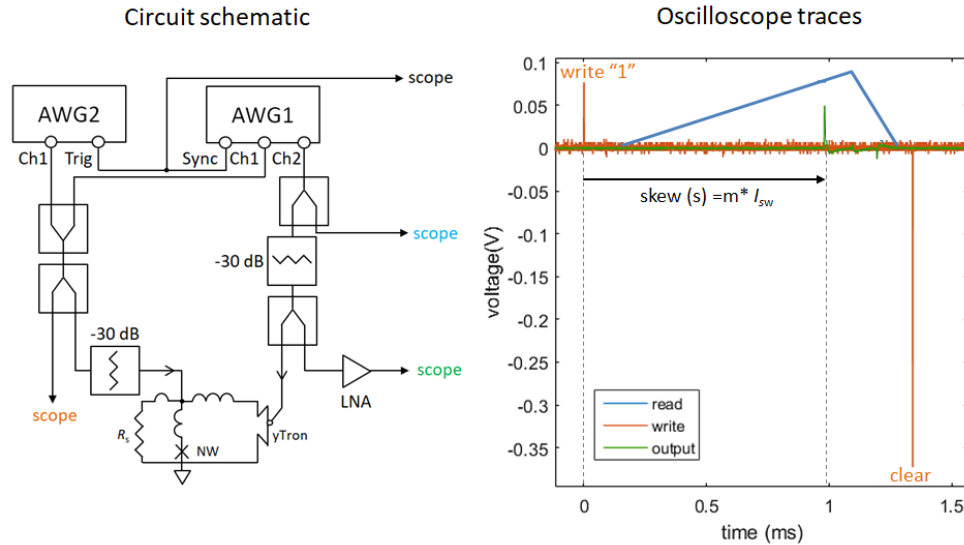 Circuit schematic
Oscilloscope traces
scope
AWG2
AWG1
Ch1
Trig
Sync
Ch1
Ch2
scope
-30 dB
-30 dB
scope
scope
LNA
Rs
NW
yTron
0.1
0.05
0
-0.05
-0.1
-0.15
-0.2
-0.25
-0.3
-0.35
voltage(V)
write “1”
skew (s) =m* Isw
read
write
output
clear
0
0.5
1
1.5
time (ms)